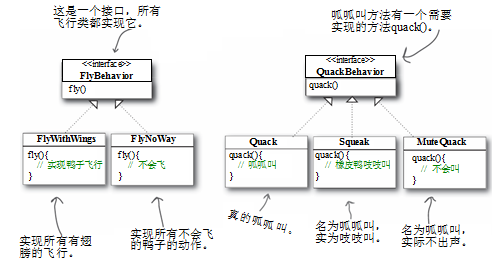 这是一个接口，所有
飞行类都实现它。
<<interface>>
FlyBehavior
fly()
FlyWithWings
fly(){
// 实现鸭子飞行
}
FlyNoWay
fly(){
// 不会飞
}
实现所有有翅
膀的飞行。
实现所有不会飞
的鸭子的动作。
呱呱叫方法有一个需要
实现的方法quack()。
<<interface>>
QuackBehavior
quack()
Quack
quack(){
// 呱呱叫
}
Squeak
quack(){
// 橡皮鸭吱吱叫
}
MuteQuack
quack(){
// 不会叫
}
真的呱呱叫。
名为呱呱叫，
实为吱吱叫。
名为呱呱叫，
实际不出声。